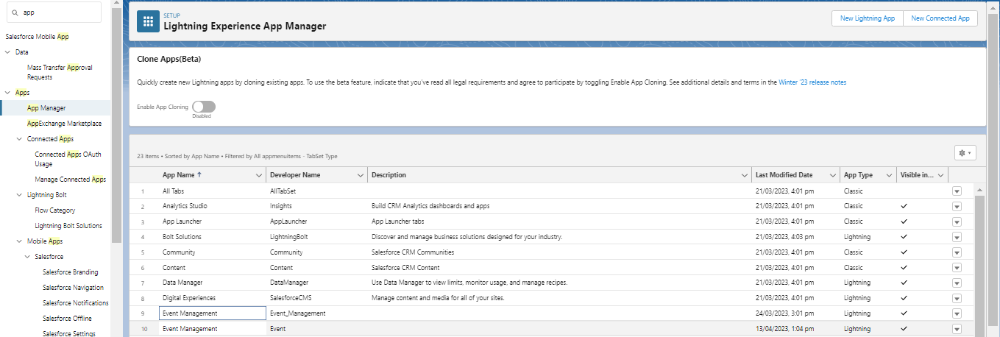 app
Salesforce Mobile App
Data
Mass Transfer Approval
Requests
Apps
App Manager
AppExchange Marketplace
Connected Apps
Connected Apps OAuth
Usage
Manage Connected Apps
Lightning Bolt
Flow Category
Lightning Bolt Solutions
Mobile Apps
Salesforce
Salesforce Branding
Salesforce Navigation
Salesforce Notifications
Salesforce Offline
Salesforce Settings
SETUP
Lightning Experience App Manager
New Lightning App New Connected App
Clone Apps(Beta)
Quickly create new Lightning apps by cloning existing apps. To use the beta feature, indicate that you've read all legal requirements and agree to participate by toggling Enable App Cloning. See additional details and terms in the Winter '23 release notes
Enable App Cloning
Disabled
23 items • Sorted by App Name • Filtered by All appmenuitems - TabSet Type
App Name ↑ Developer Name Description Last Modified Date App Type Visible in...
1 All Tabs AllTabSet 21/03/2023, 4:01 pm Classic
2 Analytics Studio Insights Build CRM Analytics dashboards and apps 21/03/2023, 4:01 pm Classic
3 App Launcher AppLauncher App Launcher tabs 21/03/2023, 4:01 pm Classic
4 Bolt Solutions LightningBolt Discover and manage business solutions designed for your industry. 21/03/2023, 4:03 pm Lightning
5 Community Community Salesforce CRM Communities 21/03/2023, 4:01 pm Classic
6 Content Content Salesforce CRM Content 21/03/2023, 4:01 pm Classic
7 Data Manager DataManager Use Data Manager to view limits, monitor usage, and manage recipes. 21/03/2023, 4:01 pm Lightning
8 Digital Experiences SalesforceCMS Manage content and media for all of your sites. 21/03/2023, 4:01 pm Lightning
9 Event Management Event_Management 24/03/2023, 3:01 pm Lightning
10 Event Management Event 13/04/2023, 1:04 pm Lightning